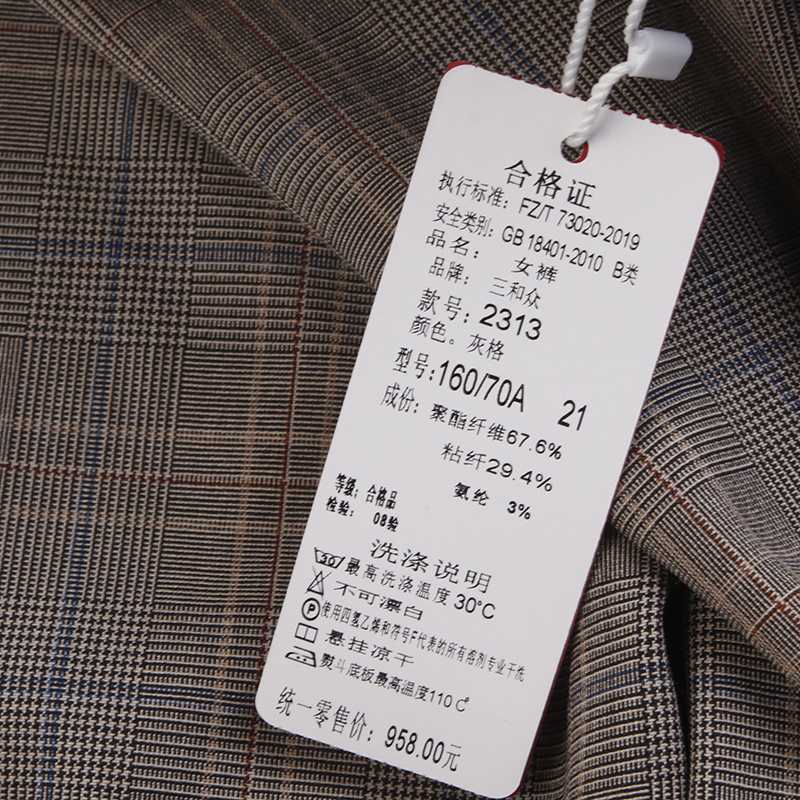 合格证
执行标准：FZ/T 73020-2019
安全类别：GB 18401-2010 B类
品名：女裤
品牌：三和众
款号：2313
颜色。灰格
型号：160/70A 21
成份：聚酯纤维67.6%
粘纤29.4%
氨纶 3%
等级：合格品
检验：08验
洗涤说明
30 最高洗涤温度30℃
不可漂白
P 使用四氢乙烯和符号F代表的所有溶剂专业干洗
悬挂凉干
熨斗底板最高温度110℃
统一零售价：958.00元